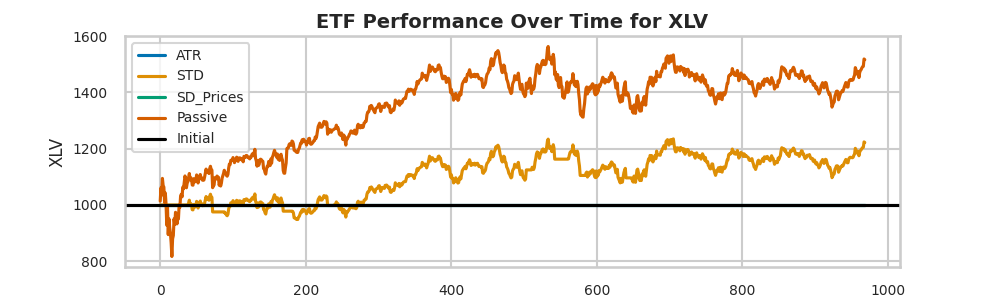 ETF Performance Over Time for XLV
1600
1400
1200
1000
800
XLV
ATR
STD
SD_Prices
Passive
Initial
0 200 400 600 800 1000